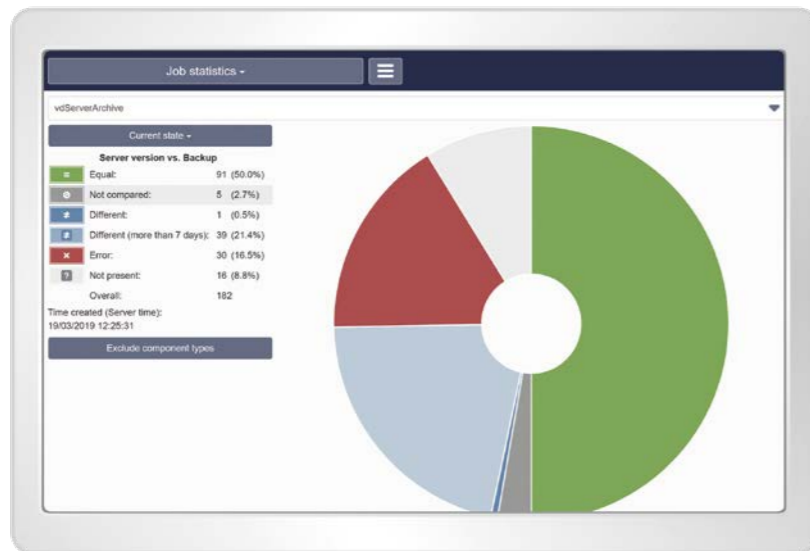 Job statistics
vdServerArchive
Current state
Server version vs. Backup
= Equal: 91 (50.0%)
Not compared: 5 (2.7%)
≠ Different: 1 (0.5%)
≠ Different (more than 7 days): 39 (21.4%)
× Error: 30 (16.5%)
? Not present: 16 (8.8%)
Overall: 182
Time created (Server time):
19/03/2019 12:25:31
Exclude component types